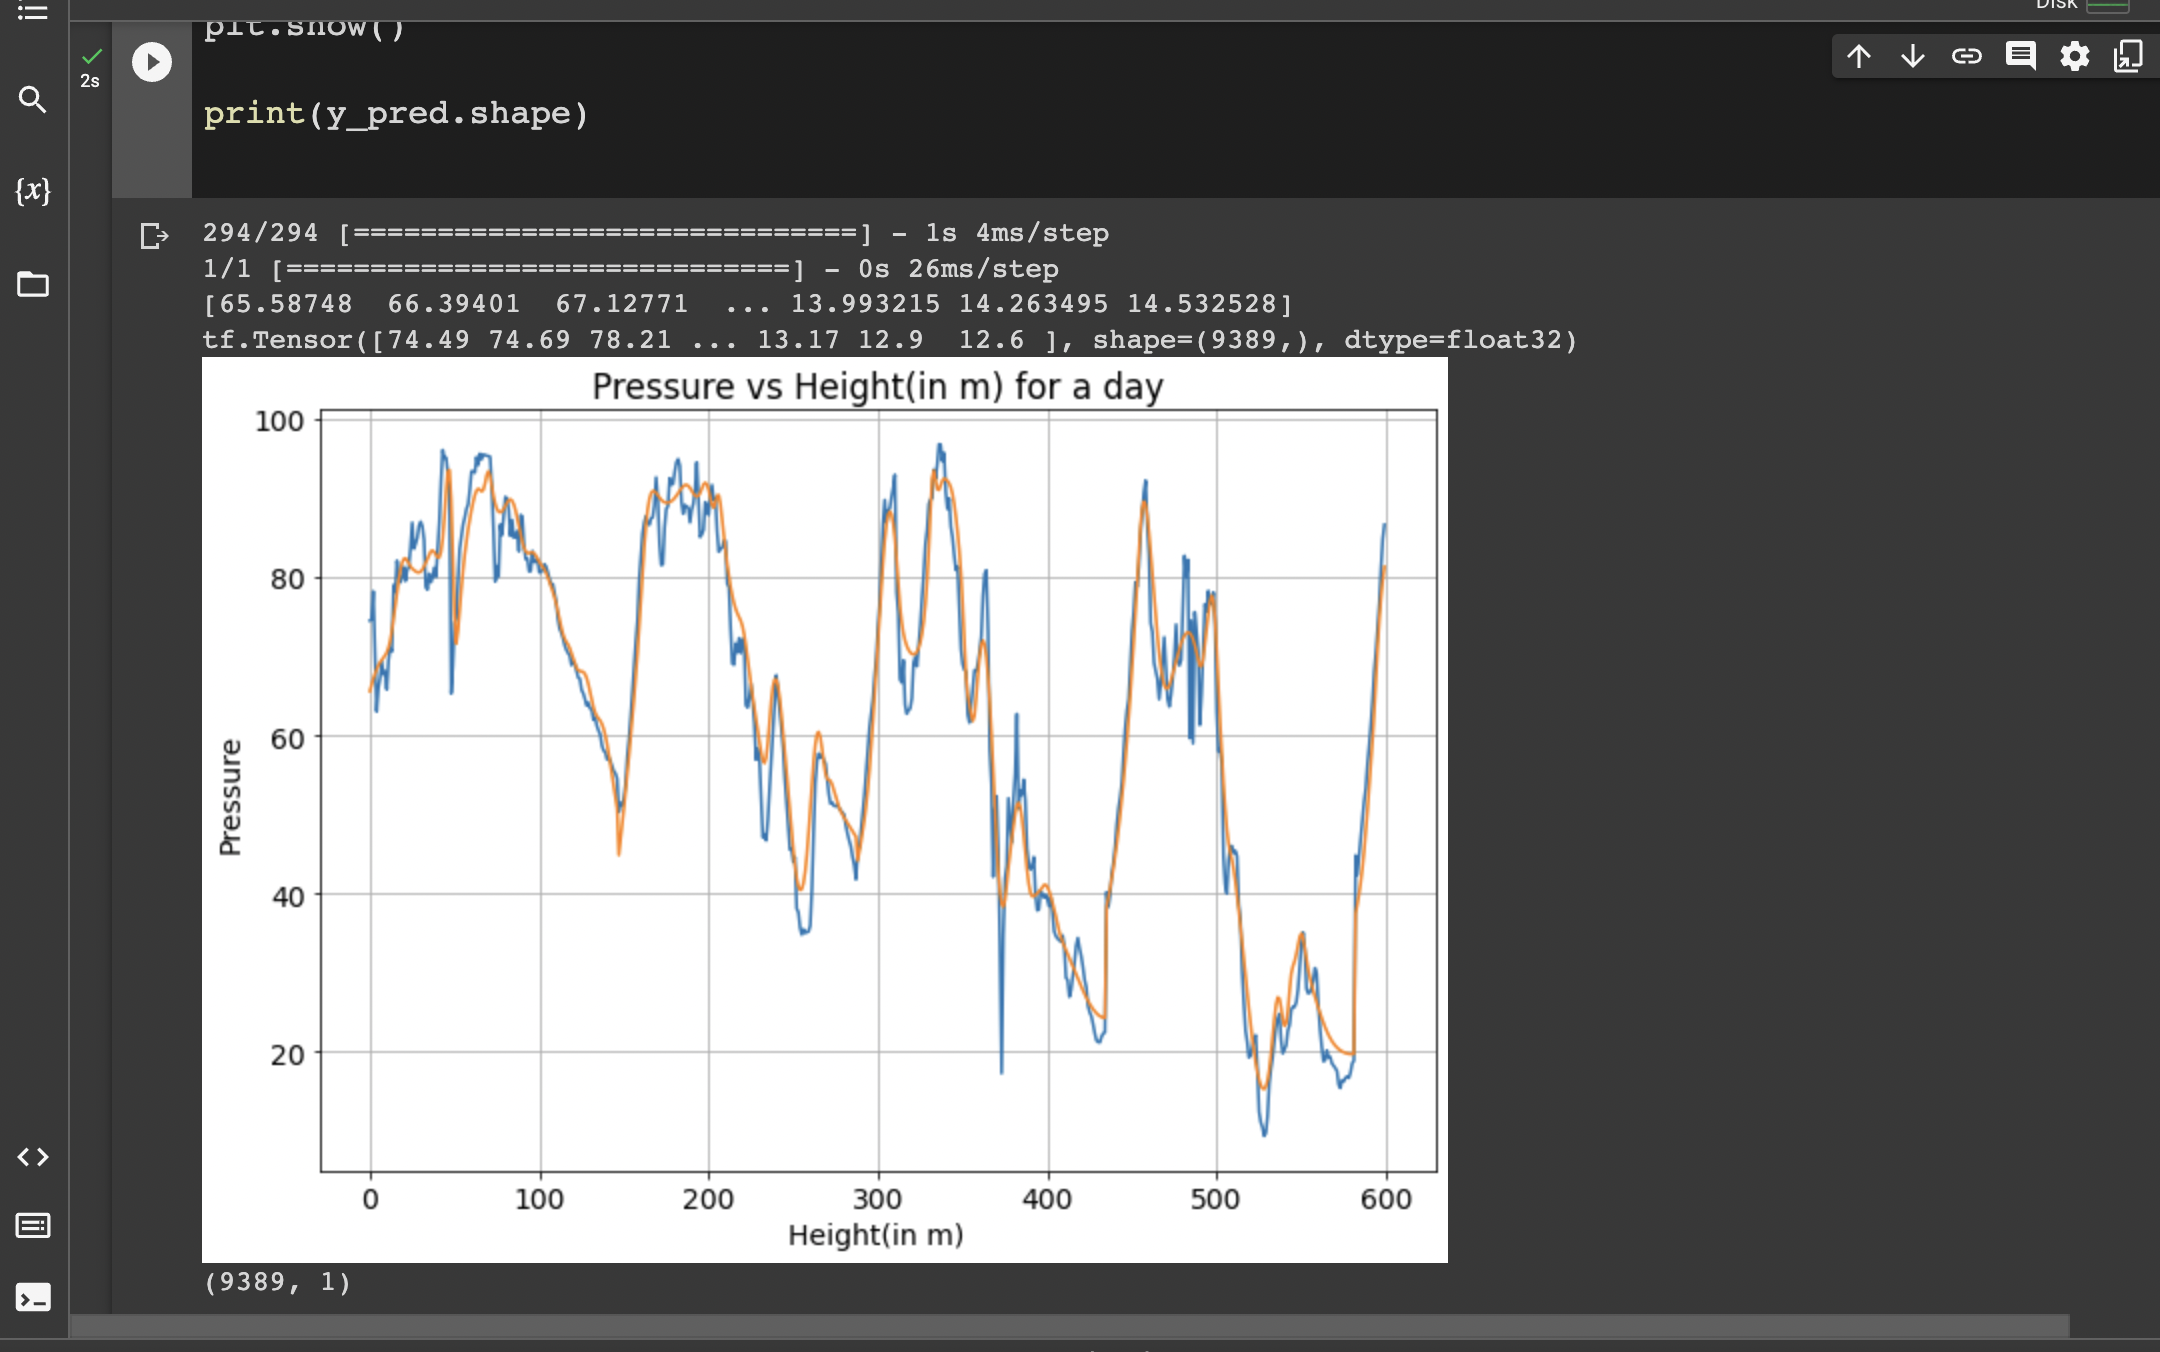 Disk
plt.show()
2s
print(y_pred.shape)
{x}
294/294 [==============================] - 1s 4ms/step
1/1 [==============================] - 0s 26ms/step
[65.58748 66.39401 67.12771 ... 13.993215 14.263495 14.532528]
tf.Tensor([74.49 74.69 78.21 ... 13.17 12.9 12.6 ], shape=(9389,), dtype=float32)
Pressure vs Height(in m) for a day
100
80
60
40
20
Pressure
0 100 200 300 400 500 600
Height(in m)
(9389, 1)